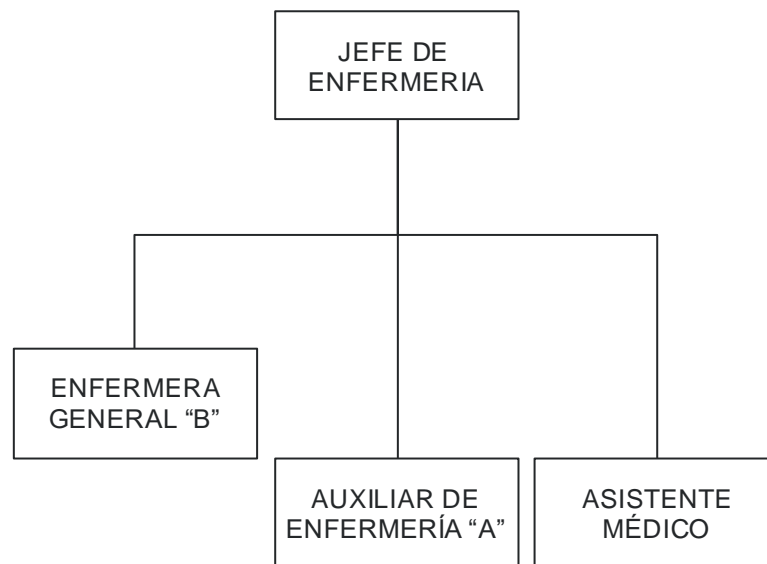 JEFE DE
ENFERMERIA
ENFERMERA
GENERAL “B”
AUXILIAR DE
ENFERMERÍA “A”
ASISTENTE
MÉDICO